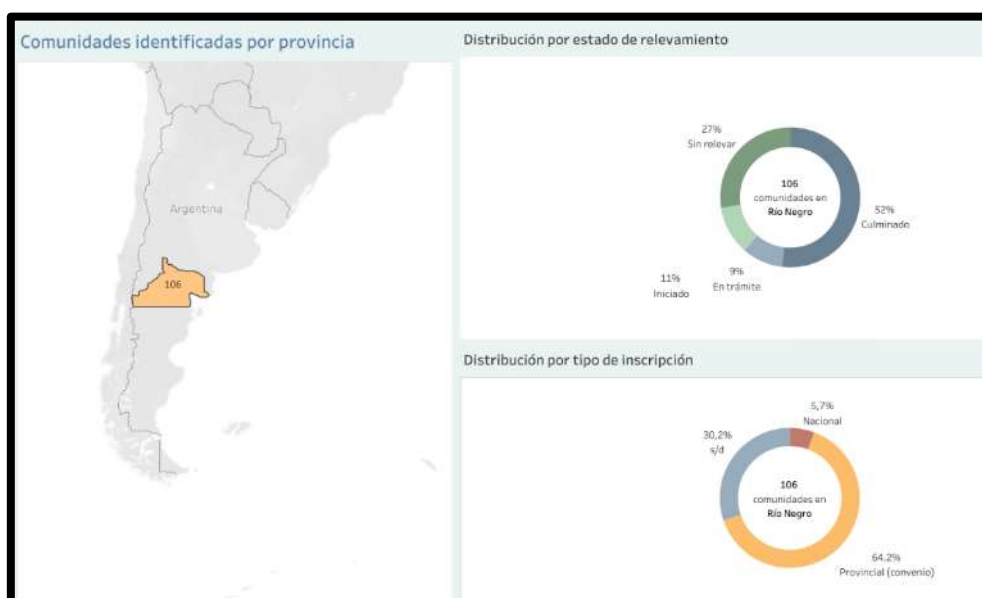 Comunidades identificadas por provincia
Argentina
106
Distribución por estado de relevamiento
27%
Sin relevar
106
comunidades en
Río Negro
52%
Culminado
9%
En trámite
11%
Iniciado
Distribución por tipo de inscripción
5,7%
Nacional
30,2%
s/d
106
comunidades en
Río Negro
64,2%
Provincial (convenio)